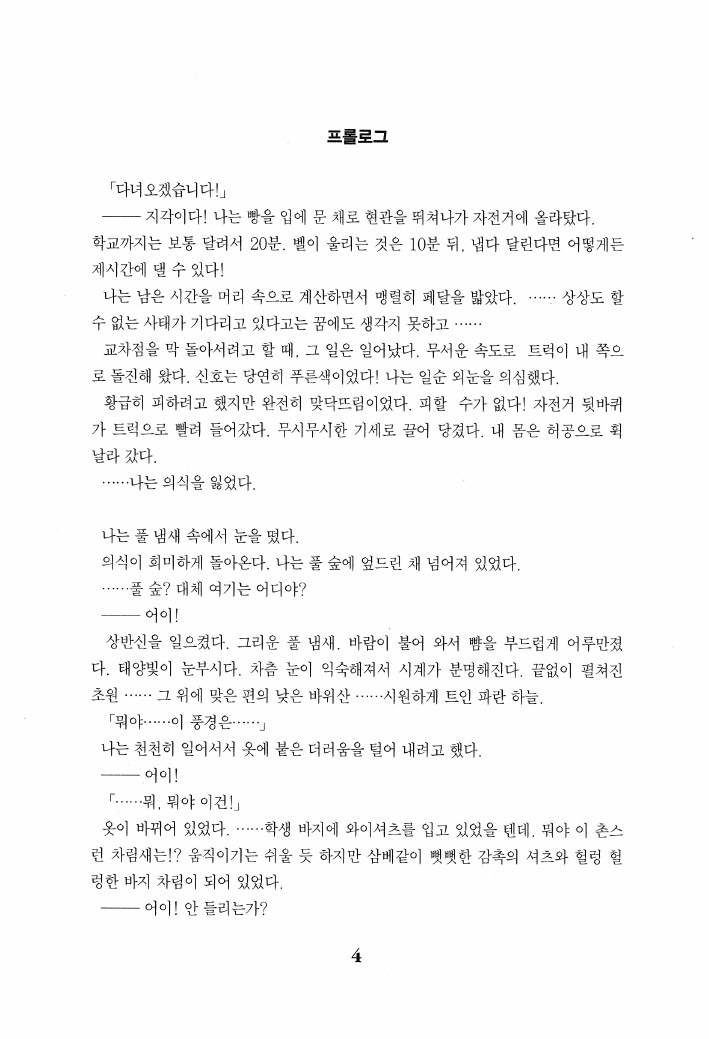 프롤로그
「다녀오겠습니다!」
――― 지각이다! 나는 빵을 입에 문 채로 현관을 뛰쳐나가 자전거에 올라탔다.
학교까지는 보통 달려서 20분. 벨이 울리는 것은 10분 뒤, 냅다 달린다면 어떻게든
제시간에 댈 수 있다!
나는 남은 시간을 머리 속으로 계산하면서 맹렬히 페달을 밟았다. …… 상상도 할
수 없는 사태가 기다리고 있다고는 꿈에도 생각지 못하고 ……
교차점을 막 돌아서려고 할 때, 그 일은 일어났다. 무서운 속도로 트럭이 내 쪽으
로 돌진해 왔다. 신호는 당연히 푸른색이었다! 나는 일순 외눈을 의심했다.
황급히 피하려고 했지만 완전히 맞닥뜨림이었다. 피할 수가 없다! 자전거 뒷바퀴
가 트럭으로 빨려 들어갔다. 무시무시한 기세로 끌어 당겼다. 내 몸은 허공으로 휙
날라 갔다.
……나는 의식을 잃었다.
나는 풀 냄새 속에서 눈을 떴다.
의식이 희미하게 돌아온다. 나는 풀 숲에 엎드린 채 넘어져 있었다.
……풀 숲? 대체 여기는 어디야?
――― 어이!
상반신을 일으켰다. 그리운 풀 냄새. 바람이 불어 와서 뺨을 부드럽게 어루만졌
다. 태양빛이 눈부시다. 차츰 눈이 익숙해져서 시계가 분명해진다. 끝없이 펼쳐진
초원 …… 그 위에 맞은 편의 낮은 바위산 ……시원하게 트인 파란 하늘.
「뭐야……이 풍경은……」
나는 천천히 일어서서 옷에 붙은 더러움을 털어 내려고 했다.
――― 어이!
「……뭐, 뭐야 이건!」
옷이 바뀌어 있었다. ……학생 바지에 와이셔츠를 입고 있었을 텐데. 뭐야 이 촌스
런 차림새는!? 움직이기는 쉬울 듯 하지만 삼베같이 뻣뻣한 감촉의 셔츠와 헐렁 헐
렁한 바지 차림이 되어 있었다.
――― 어이! 안 들리는가?
4